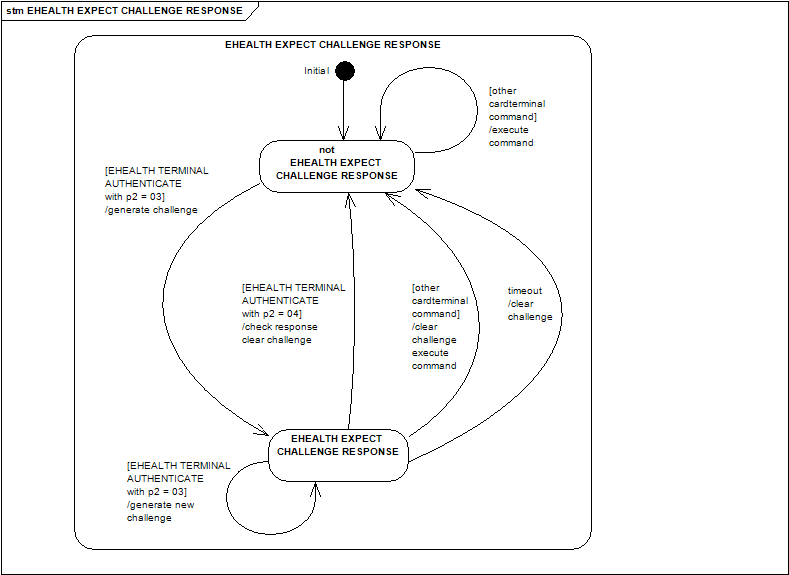 stm EHEALTH EXPECT CHALLENGE RESPONSE
EHEALTH EXPECT CHALLENGE RESPONSE
Initial
[other
cardterminal
command]
/execute
command
not
EHEALTH EXPECT
CHALLENGE RESPONSE
[EHEALTH TERMINAL
AUTHENTICATE
with p2 = 03]
/generate challenge
[EHEALTH TERMINAL
AUTHENTICATE
with p2 = 04]
/check response
clear challenge
[other
cardterminal
command]
/clear
challenge
execute
command
timeout
/clear
challenge
EHEALTH EXPECT
CHALLENGE RESPONSE
[EHEALTH TERMINAL
AUTHENTICATE
with p2 = 03]
/generate new
challenge